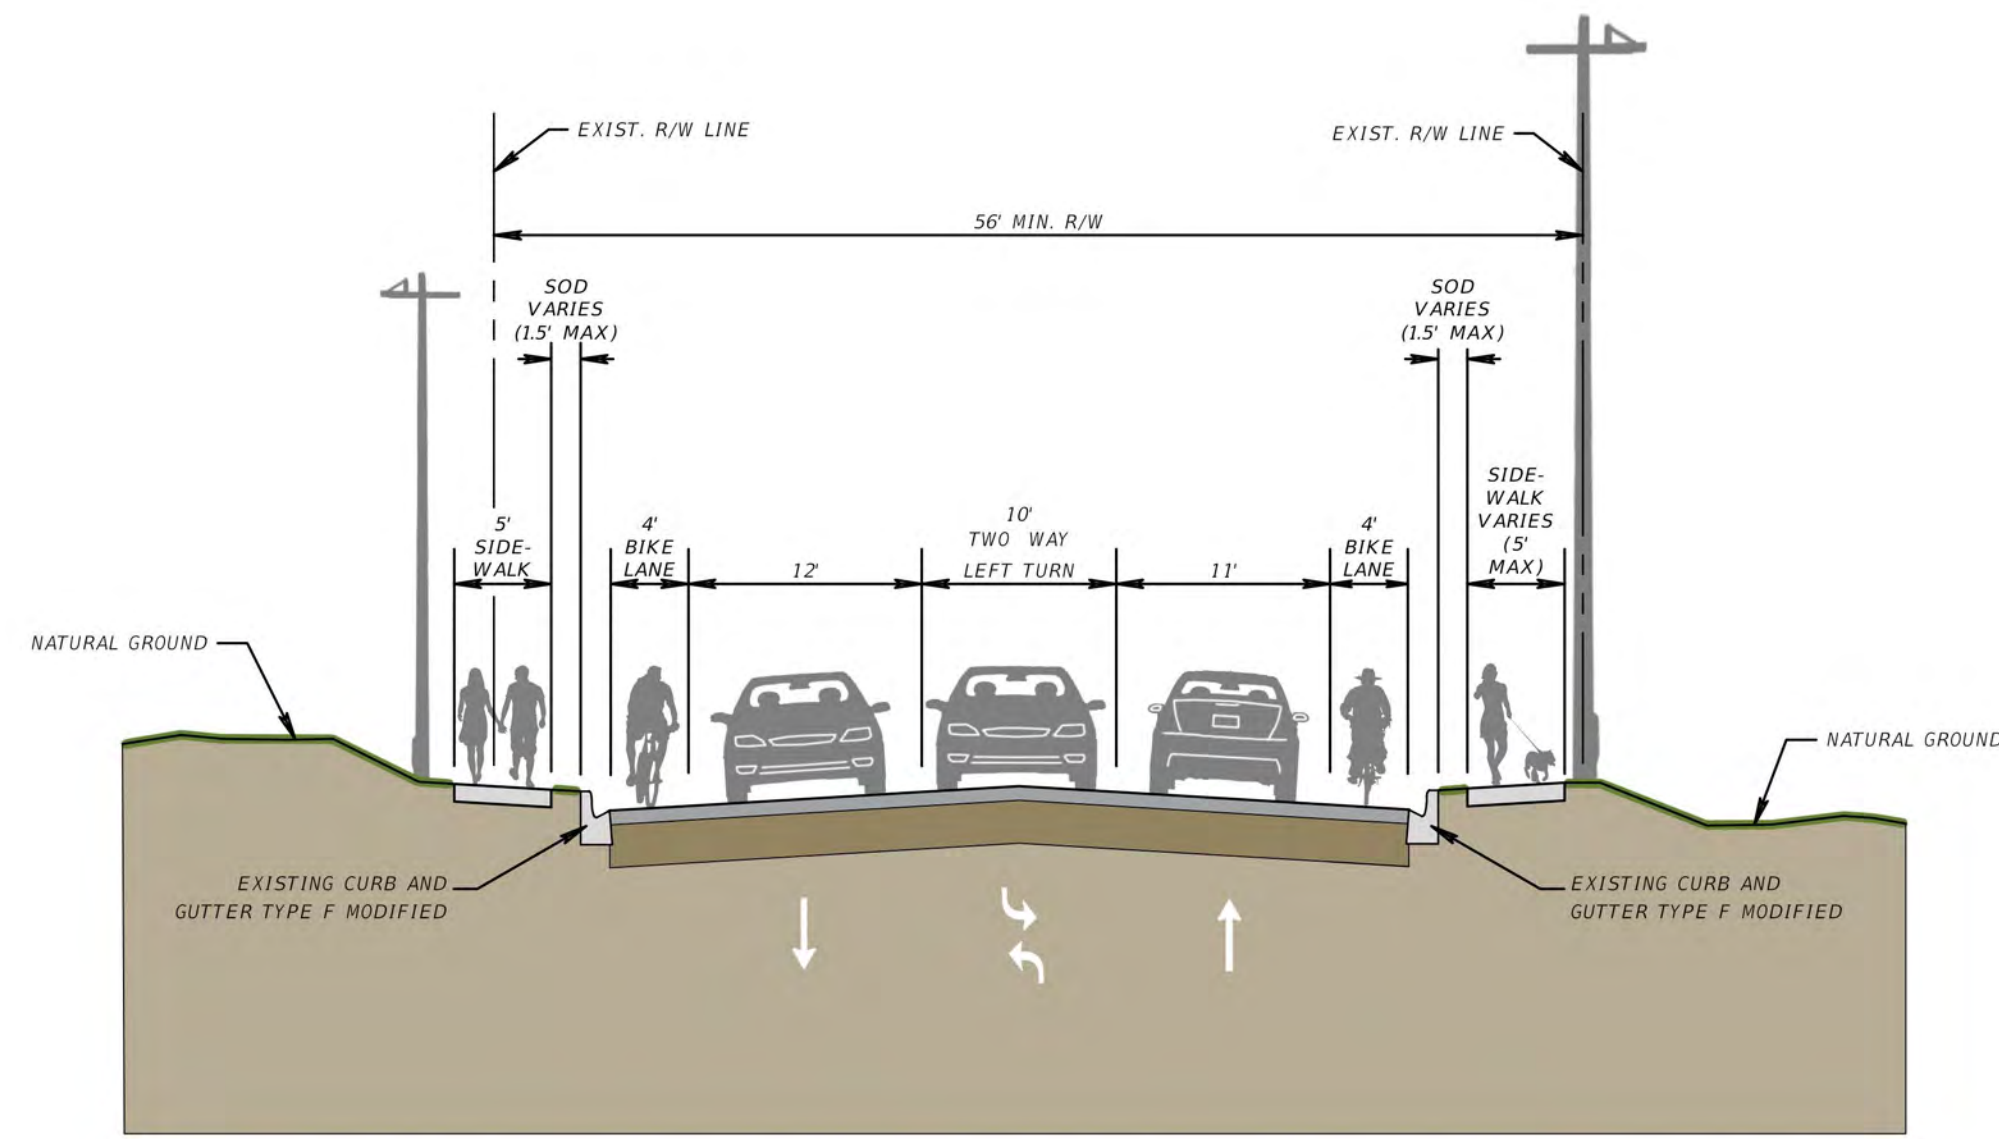 EXIST. R/W LINE
EXIST. R/W LINE
56' MIN. R/W
SOD
VARIES
(1.5' MAX)
SOD
VARIES
(1.5' MAX)
5'
SIDE-
WALK
4'
BIKE
LANE
12'
10'
TWO WAY
LEFT TURN
11'
4'
BIKE
LANE
SIDE-
WALK
VARIES
(5'
MAX)
NATURAL GROUND
NATURAL GROUND
EXISTING CURB AND
GUTTER TYPE F MODIFIED
EXISTING CURB AND
GUTTER TYPE F MODIFIED